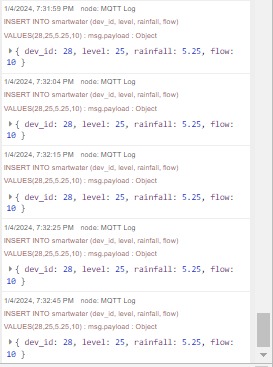 1/4/2024, 7:31:59 PM node: MQTT Log
INSERT INTO smartwater (dev_id, level, rainfall, flow)
VALUES(28,25,5.25,10) : msg.payload : Object
{ dev_id: 28, level: 25, rainfall: 5.25, flow:
10 }
1/4/2024, 7:32:04 PM node: MQTT Log
INSERT INTO smartwater (dev_id, level, rainfall, flow)
VALUES(28,25,5.25,10) : msg.payload : Object
{ dev_id: 28, level: 25, rainfall: 5.25, flow:
10 }
1/4/2024, 7:32:15 PM node: MQTT Log
INSERT INTO smartwater (dev_id, level, rainfall, flow)
VALUES(28,25,5.25,10) : msg.payload : Object
{ dev_id: 28, level: 25, rainfall: 5.25, flow:
10 }
1/4/2024, 7:32:25 PM node: MQTT Log
INSERT INTO smartwater (dev_id, level, rainfall, flow)
VALUES(28,25,5.25,10) : msg.payload : Object
{ dev_id: 28, level: 25, rainfall: 5.25, flow:
10 }
1/4/2024, 7:32:45 PM node: MQTT Log
INSERT INTO smartwater (dev_id, level, rainfall, flow)
VALUES(28,25,5.25,10) : msg.payload : Object
{ dev_id: 28, level: 25, rainfall: 5.25, flow:
10 }